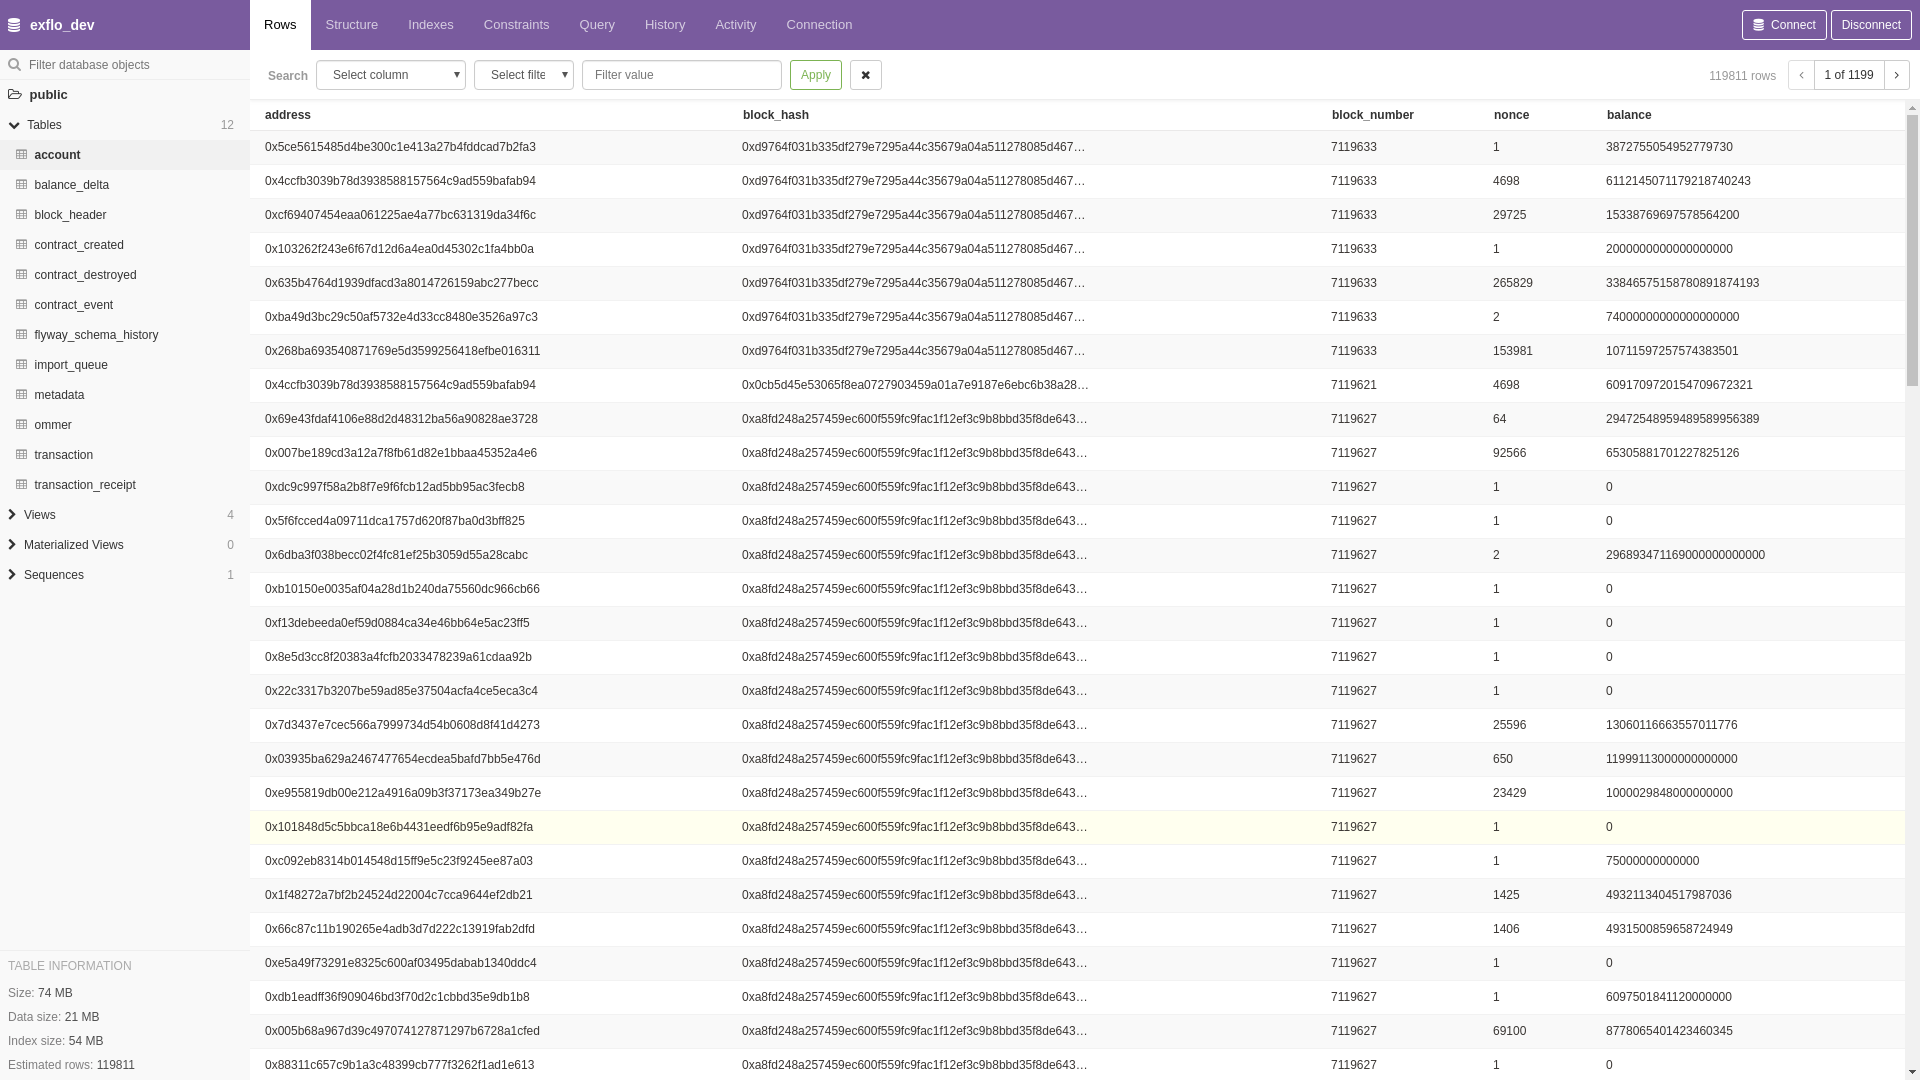 exflo_dev
Rows Structure Indexes Constraints Query History Activity Connection Connect Disconnect
Filter database objects
Search Select column Select filte Filter value Apply 119811 rows 1 of 1199
public
Tables 12
account
balance_delta
block_header
contract_created
contract_destroyed
contract_event
flyway_schema_history
import_queue
metadata
ommer
transaction
transaction_receipt
Views 4
Materialized Views 0
Sequences 1
TABLE INFORMATION
Size: 74 MB
Data size: 21 MB
Index size: 54 MB
Estimated rows: 119811
address block_hash block_number nonce balance
0x5ce5615485d4be300c1e413a27b4fddcad7b2fa3 0xd9764f031b335df279e7295a44c35679a04a511278085d467… 7119633 1 3872755054952779730
0x4ccfb3039b78d3938588157564c9ad559bafab94 0xd9764f031b335df279e7295a44c35679a04a511278085d467… 7119633 4698 6112145071179218740243
0xcf69407454eaa061225ae4a77bc631319da34f6c 0xd9764f031b335df279e7295a44c35679a04a511278085d467… 7119633 29725 15338769697578564200
0x103262f243e6f67d12d6a4ea0d45302c1fa4bb0a 0xd9764f031b335df279e7295a44c35679a04a511278085d467… 7119633 1 2000000000000000000
0x635b4764d1939dfacd3a8014726159abc277becc 0xd9764f031b335df279e7295a44c35679a04a511278085d467… 7119633 265829 33846575158780891874193
0xba49d3bc29c50af5732e4d33cc8480e3526a97c3 0xd9764f031b335df279e7295a44c35679a04a511278085d467… 7119633 2 74000000000000000000
0x268ba693540871769e5d3599256418efbe016311 0xd9764f031b335df279e7295a44c35679a04a511278085d467… 7119633 153981 10711597257574383501
0x4ccfb3039b78d3938588157564c9ad559bafab94 0x0cb5d45e53065f8ea0727903459a01a7e9187e6ebc6b38a28… 7119621 4698 6091709720154709672321
0x69e43fdaf4106e88d2d48312ba56a90828ae3728 0xa8fd248a257459ec600f559fc9fac1f12ef3c9b8bbd35f8de643… 7119627 64 29472548959489589956389
0x007be189cd3a12a7f8fb61d82e1bbaa45352a4e6 0xa8fd248a257459ec600f559fc9fac1f12ef3c9b8bbd35f8de643… 7119627 92566 65305881701227825126
0xdc9c997f58a2b8f7e9f6fcb12ad5bb95ac3fecb8 0xa8fd248a257459ec600f559fc9fac1f12ef3c9b8bbd35f8de643… 7119627 1 0
0x5f6fcced4a09711dca1757d620f87ba0d3bff825 0xa8fd248a257459ec600f559fc9fac1f12ef3c9b8bbd35f8de643… 7119627 1 0
0x6dba3f038becc02f4fc81ef25b3059d55a28cabc 0xa8fd248a257459ec600f559fc9fac1f12ef3c9b8bbd35f8de643… 7119627 2 296893471169000000000000
0xb10150e0035af04a28d1b240da75560dc966cb66 0xa8fd248a257459ec600f559fc9fac1f12ef3c9b8bbd35f8de643… 7119627 1 0
0xf13debeeda0ef59d0884ca34e46bb64e5ac23ff5 0xa8fd248a257459ec600f559fc9fac1f12ef3c9b8bbd35f8de643… 7119627 1 0
0x8e5d3cc8f20383a4fcfb2033478239a61cdaa92b 0xa8fd248a257459ec600f559fc9fac1f12ef3c9b8bbd35f8de643… 7119627 1 0
0x22c3317b3207be59ad85e37504acfa4ce5eca3c4 0xa8fd248a257459ec600f559fc9fac1f12ef3c9b8bbd35f8de643… 7119627 1 0
0x7d3437e7cec566a7999734d54b0608d8f41d4273 0xa8fd248a257459ec600f559fc9fac1f12ef3c9b8bbd35f8de643… 7119627 25596 13060116663557011776
0x03935ba629a2467477654ecdea5bafd7bb5e476d 0xa8fd248a257459ec600f559fc9fac1f12ef3c9b8bbd35f8de643… 7119627 650 11999113000000000000
0xe955819db00e212a4916a09b3f37173ea349b27e 0xa8fd248a257459ec600f559fc9fac1f12ef3c9b8bbd35f8de643… 7119627 23429 1000029848000000000
0x101848d5c5bbca18e6b4431eedf6b95e9adf82fa 0xa8fd248a257459ec600f559fc9fac1f12ef3c9b8bbd35f8de643… 7119627 1 0
0xc092eb8314b014548d15ff9e5c23f9245ee87a03 0xa8fd248a257459ec600f559fc9fac1f12ef3c9b8bbd35f8de643… 7119627 1 75000000000000
0x1f48272a7bf2b24524d22004c7cca9644ef2db21 0xa8fd248a257459ec600f559fc9fac1f12ef3c9b8bbd35f8de643… 7119627 1425 4932113404517987036
0x66c87c11b190265e4adb3d7d222c13919fab2dfd 0xa8fd248a257459ec600f559fc9fac1f12ef3c9b8bbd35f8de643… 7119627 1406 4931500859658724949
0xe5a49f73291e8325c600af03495dabab1340ddc4 0xa8fd248a257459ec600f559fc9fac1f12ef3c9b8bbd35f8de643… 7119627 1 0
0xdb1eadff36f909046bd3f70d2c1cbbd35e9db1b8 0xa8fd248a257459ec600f559fc9fac1f12ef3c9b8bbd35f8de643… 7119627 1 6097501841120000000
0x005b68a967d39c497074127871297b6728a1cfed 0xa8fd248a257459ec600f559fc9fac1f12ef3c9b8bbd35f8de643… 7119627 69100 8778065401423460345
0x88311c657c9b1a3c48399cb777f3262f1ad1e613 0xa8fd248a257459ec600f559fc9fac1f12ef3c9b8bbd35f8de643… 7119627 1 0